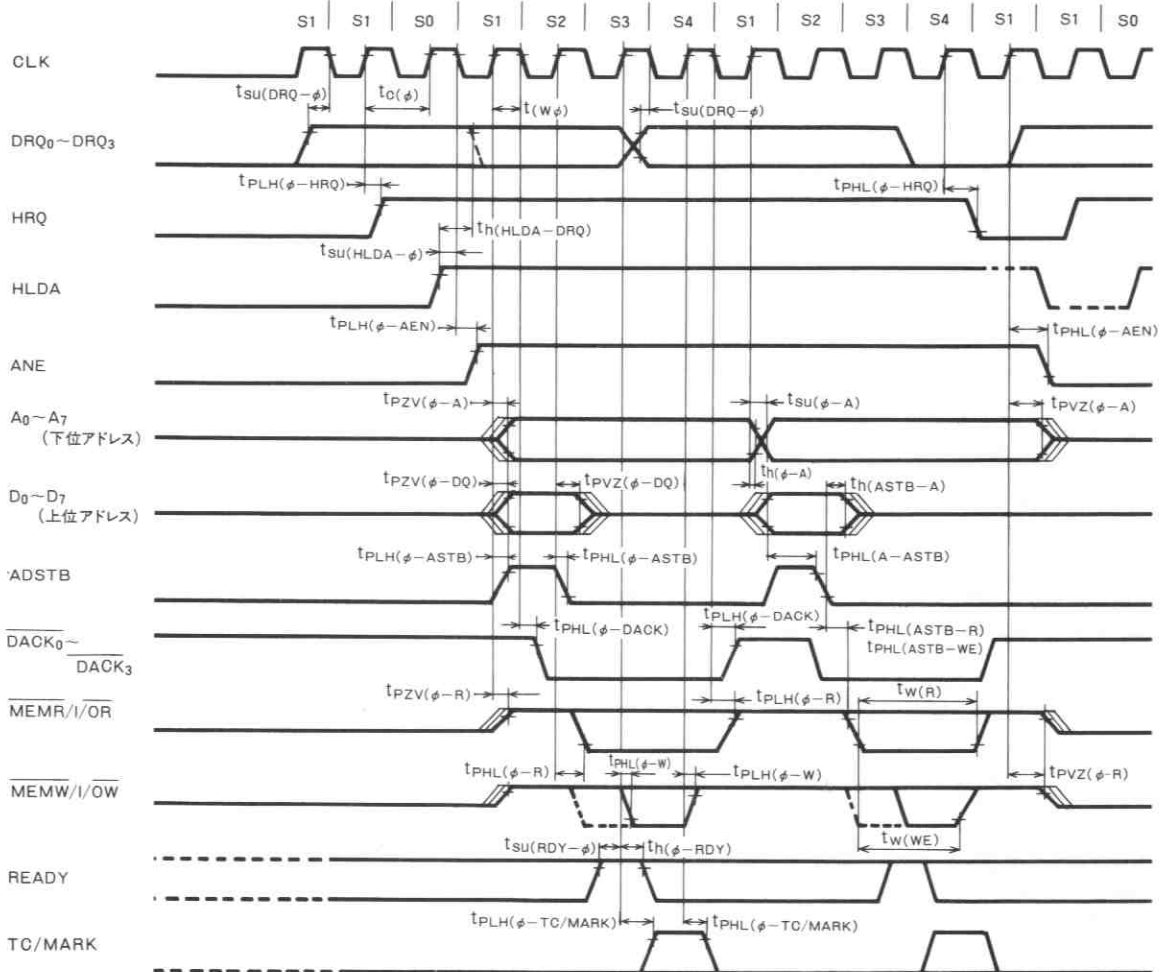 S1 S1 S0 S1 S2 S3 S4 S1 S2 S3 S4 S1 S1 S0
CLK
tsu(DRQ-φ) tC(φ) t(Wφ) tsu(DRQ-φ)
DRQ0~DRQ3
tPLH(φ-HRQ) tPHL(φ-HRQ)
HRQ
th(HLDA-DRQ)
tsu(HLDA-φ)
HLDA
tPLH(φ-AEN) tPHL(φ-AEN)
ANE
tPZV(φ-A) tsu(φ-A) tPVZ(φ-A)
A0~A7
(下位アドレス)
th(φ-A)
tPZV(φ-DQ) tPVZ(φ-DQ) th(ASTB-A)
D0~D7
(上位アドレス)
tPLH(φ-ASTB) tPHL(φ-ASTB) tPHL(A-ASTB)
ADSTB
tPLH(φ-DACK)
tPHL(φ-DACK) tPHL(ASTB-R)
DACK0~
DACK3
tPHL(ASTB-WE)
tPZV(φ-R) tPLH(φ-R) tW(R)
MEMR/I/OR
tPHL(φ-R) tPHL(φ-W) tPLH(φ-W) tPVZ(φ-R)
MEMW/I/OW
tW(WE)
tsu(RDY-φ) th(φ-RDY)
READY
tPLH(φ-TC/MARK) tPHL(φ-TC/MARK)
TC/MARK